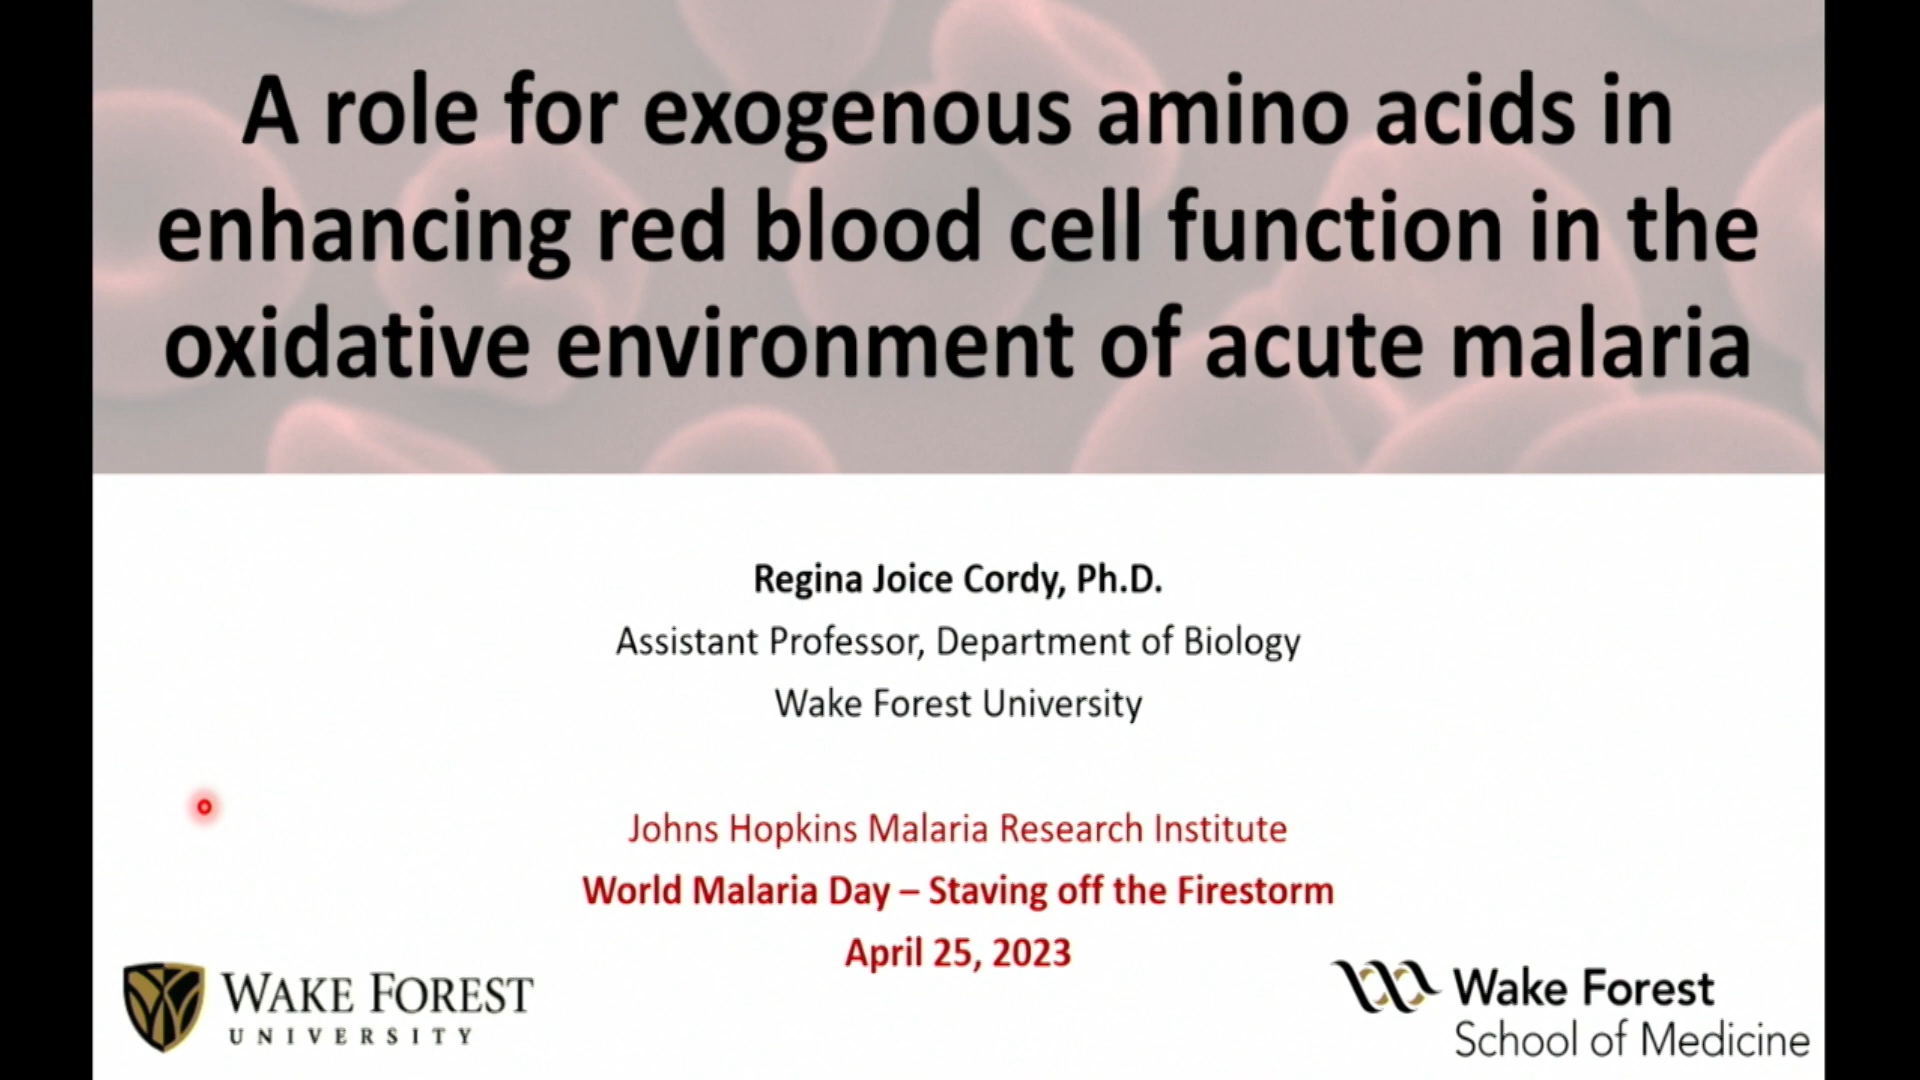 A role for exogenous amino acids in
enhancing red blood cell function in the
oxidative environment of acute malaria
Regina Joice Cordy, Ph.D.
Assistant Professor, Department of Biology
Wake Forest University
Johns Hopkins Malaria Research Institute
World Malaria Day – Staving off the Firestorm
April 25, 2023
WAKE FOREST
UNIVERSITY
Wake Forest
School of Medicine